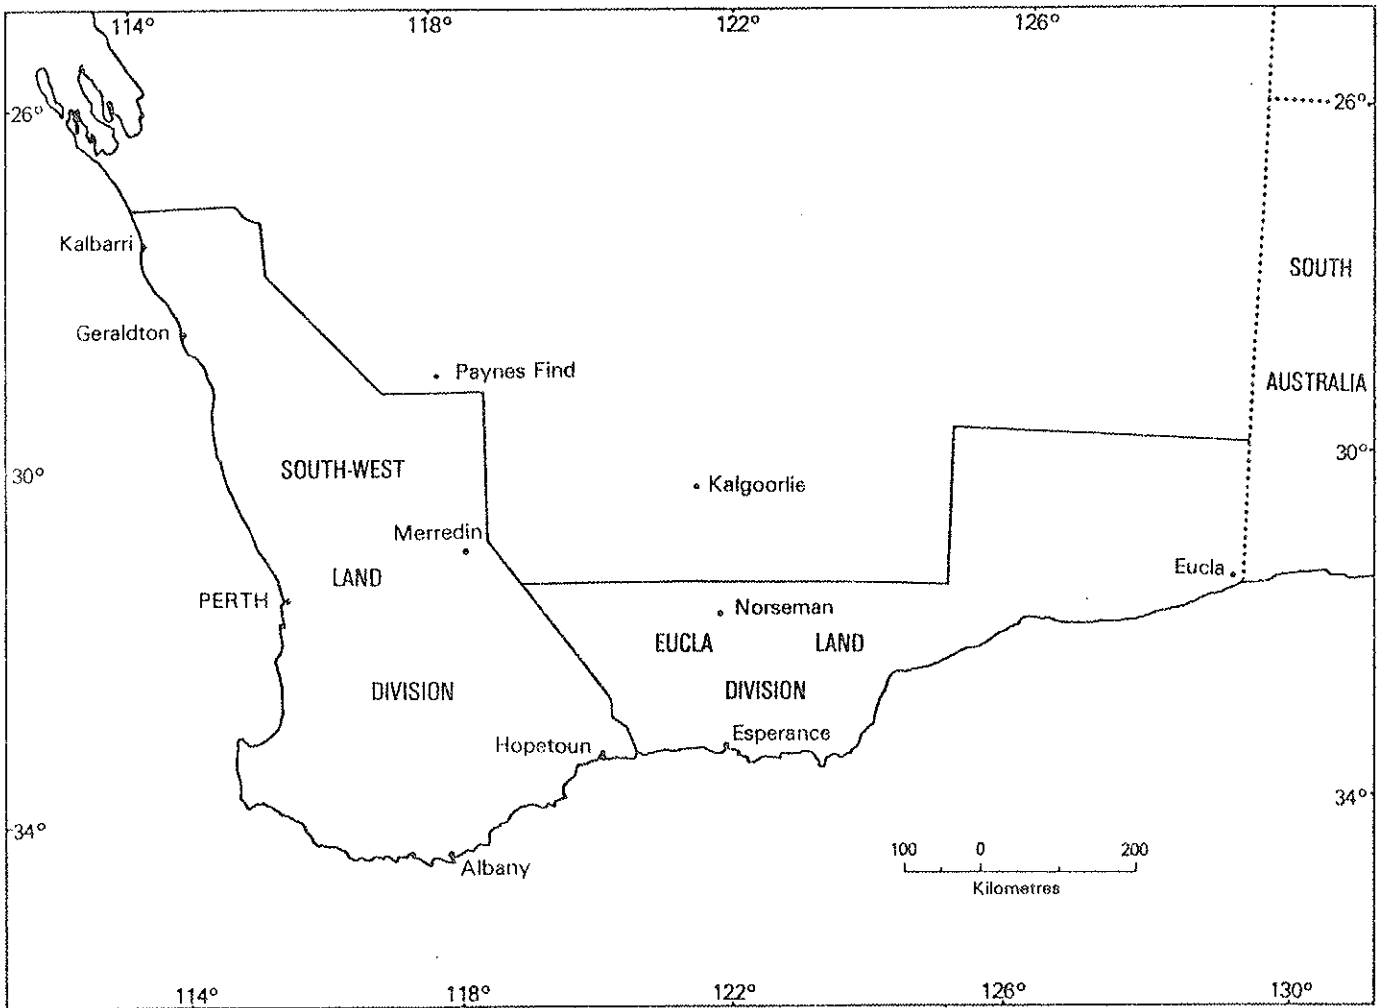 114° 118° 122° 126°
26° 26°
Kalbarri
SOUTH
Geraldton
Paynes Find
AUSTRALIA
30° SOUTH-WEST 30°
Kalgoorlie
Merredin
LAND
Eucla
PERTH
Norseman
EUCLA LAND
DIVISION DIVISION
Hopetoun Esperance
34° 34°
100 0 200
Kilometres
Albany
114° 118° 122° 126° 130°